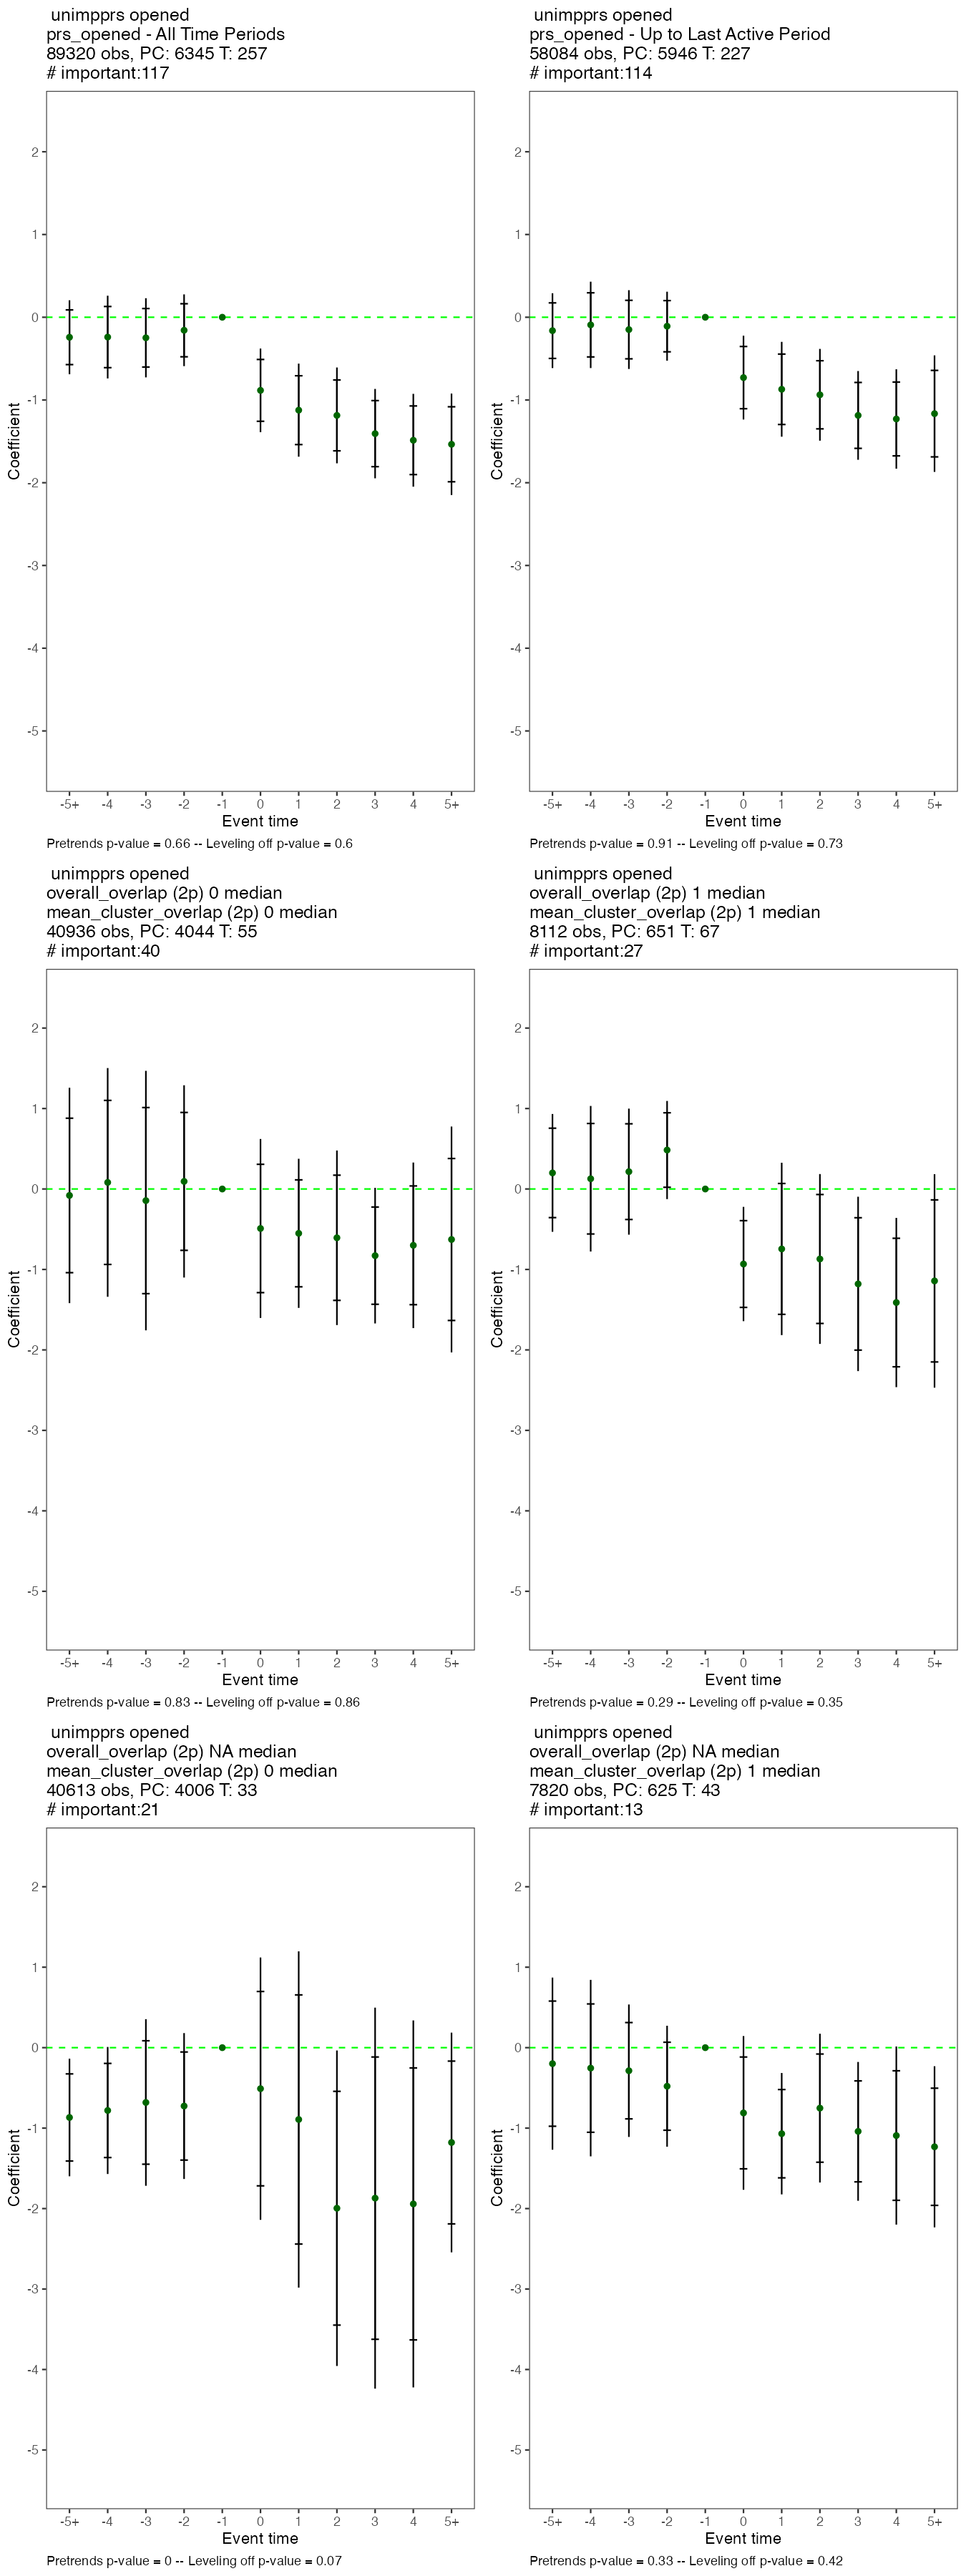 unimpprs opened
prs_opened - All Time Periods
89320 obs, PC: 6345 T: 257
# important:117
2
1
0
-1
-2
-3
-4
-5
Coefficient
-5+ -4 -3 -2 -1 0 1 2 3 4 5+
Event time
Pretrends p-value = 0.66 -- Leveling off p-value = 0.6
unimpprs opened
prs_opened - Up to Last Active Period
58084 obs, PC: 5946 T: 227
# important:114
2
1
0
-1
-2
-3
-4
-5
Coefficient
-5+ -4 -3 -2 -1 0 1 2 3 4 5+
Event time
Pretrends p-value = 0.91 -- Leveling off p-value = 0.73
unimpprs opened
overall_overlap (2p) 0 median
mean_cluster_overlap (2p) 0 median
40936 obs, PC: 4044 T: 55
# important:40
2
1
0
-1
-2
-3
-4
-5
Coefficient
-5+ -4 -3 -2 -1 0 1 2 3 4 5+
Event time
Pretrends p-value = 0.83 -- Leveling off p-value = 0.86
unimpprs opened
overall_overlap (2p) 1 median
mean_cluster_overlap (2p) 1 median
8112 obs, PC: 651 T: 67
# important:27
2
1
0
-1
-2
-3
-4
-5
Coefficient
-5+ -4 -3 -2 -1 0 1 2 3 4 5+
Event time
Pretrends p-value = 0.29 -- Leveling off p-value = 0.35
unimpprs opened
overall_overlap (2p) NA median
mean_cluster_overlap (2p) 0 median
40613 obs, PC: 4006 T: 33
# important:21
2
1
0
-1
-2
-3
-4
-5
Coefficient
-5+ -4 -3 -2 -1 0 1 2 3 4 5+
Event time
Pretrends p-value = 0 -- Leveling off p-value = 0.07
unimpprs opened
overall_overlap (2p) NA median
mean_cluster_overlap (2p) 1 median
7820 obs, PC: 625 T: 43
# important:13
2
1
0
-1
-2
-3
-4
-5
Coefficient
-5+ -4 -3 -2 -1 0 1 2 3 4 5+
Event time
Pretrends p-value = 0.33 -- Leveling off p-value = 0.42